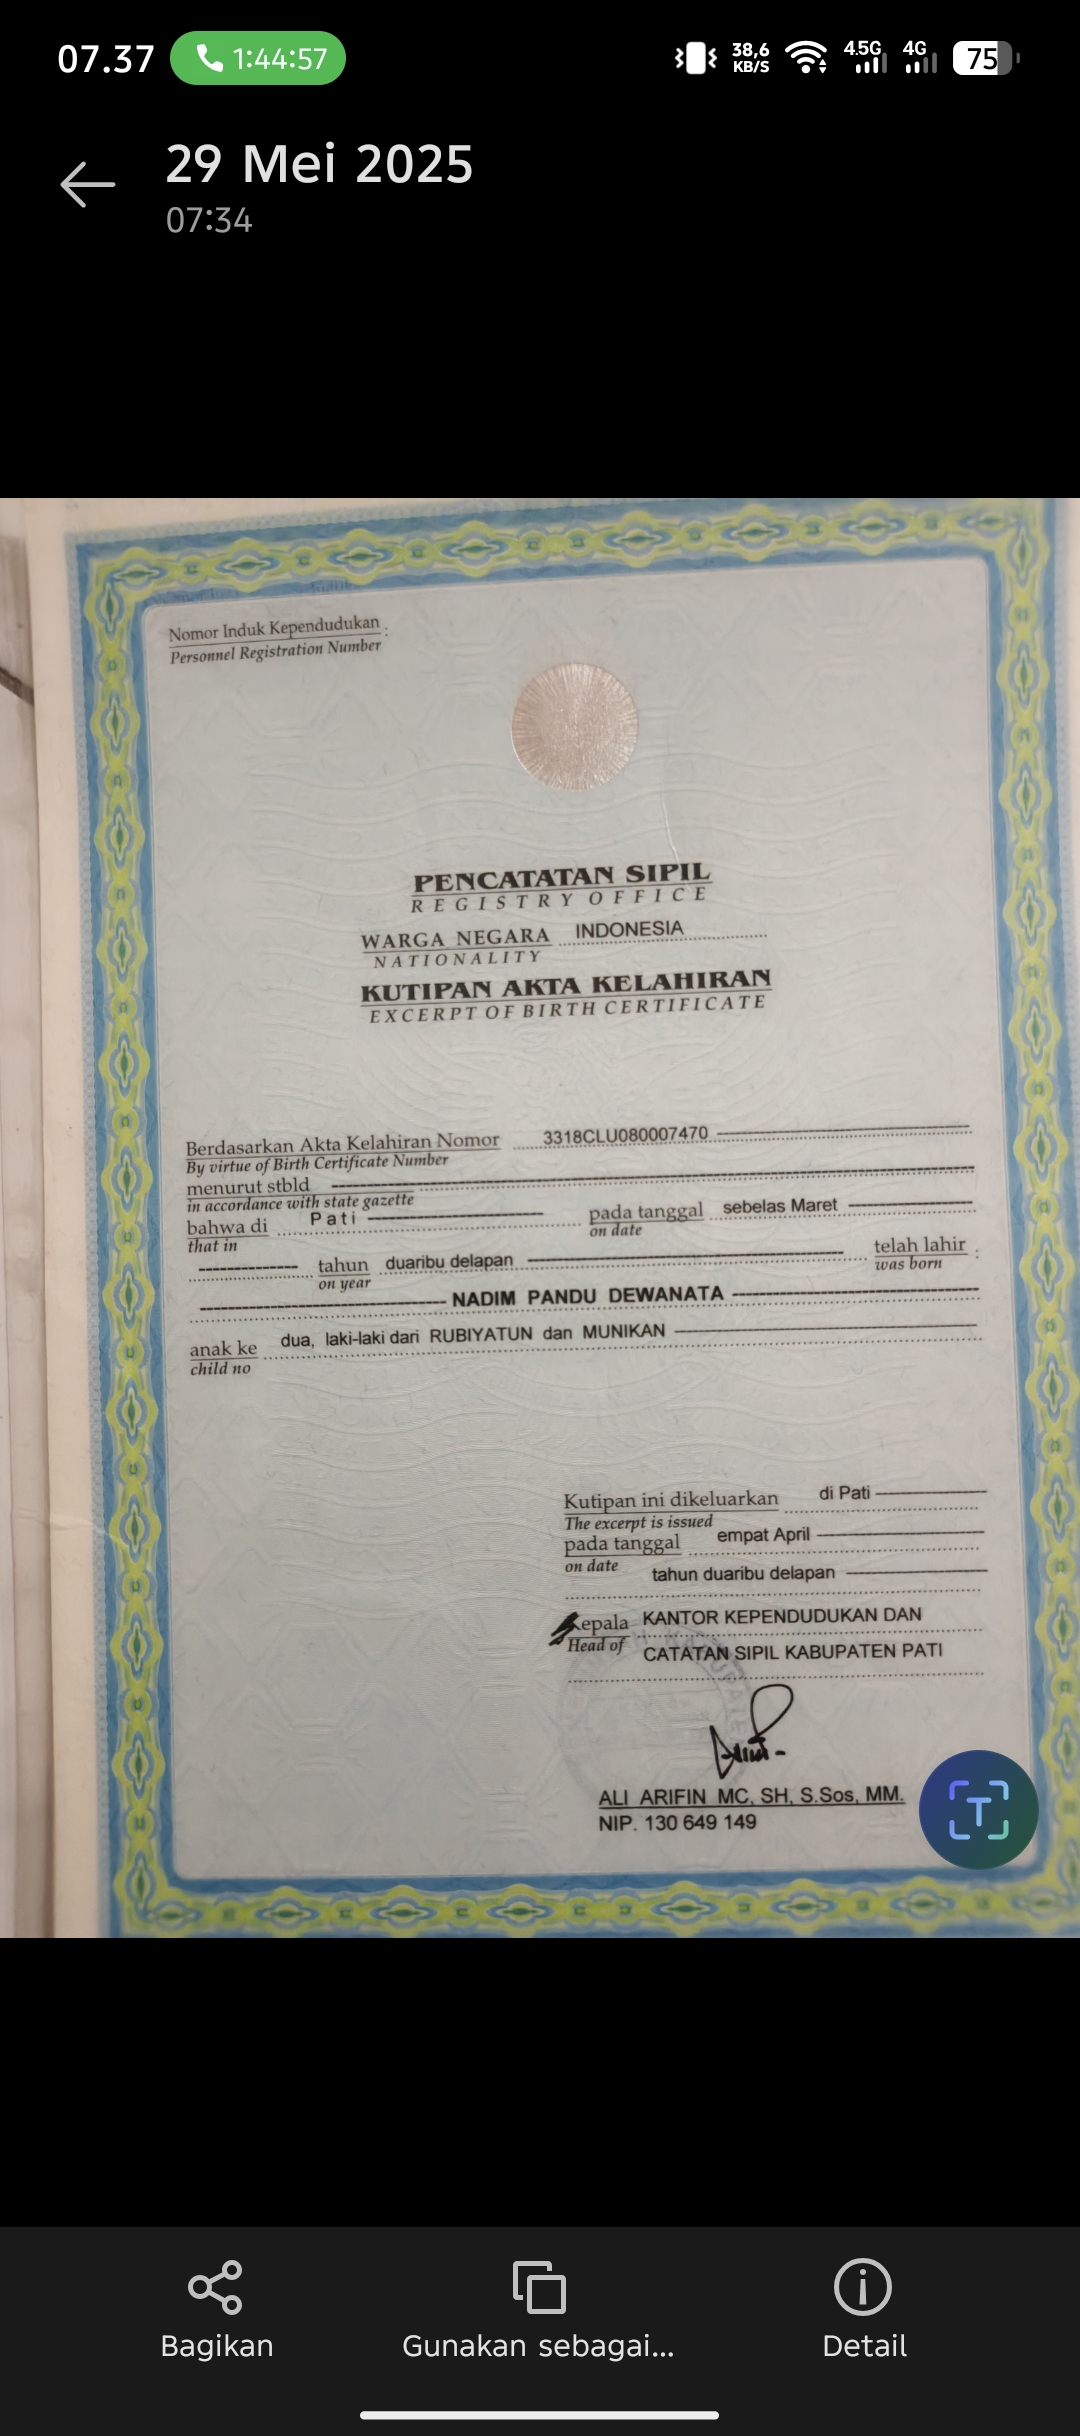 07.37 1:44:57 38,6 KB/S 4.5G 4G 75
29 Mei 2025
07:34
Nomor Induk Kependudukan :
Personnel Registration Number
PENCATATAN SIPIL
REGISTRY OFFICE
WARGA NEGARA INDONESIA
NATIONALITY
KUTIPAN AKTA KELAHIRAN
EXCERPT OF BIRTH CERTIFICATE
Berdasarkan Akta Kelahiran Nomor 3318CLU080007470
By virtue of Birth Certificate Number
menurut stbld
in accordance with state gazette
bahwa di Pati pada tanggal sebelas Maret
that in on date
tahun duaribu delapan telah lahir :
on year was born
NADIM PANDU DEWANATA
anak ke dua, laki-laki dari RUBIYATUN dan MUNIKAN
child no
Kutipan ini dikeluarkan di Pati
The excerpt is issued
pada tanggal empat April
on date tahun duaribu delapan
Kepala KANTOR KEPENDUDUKAN DAN
Head of CATATAN SIPIL KABUPATEN PATI
ALI ARIFIN MC, SH, S.Sos, MM.
NIP. 130 649 149
Bagikan Gunakan sebagai... Detail